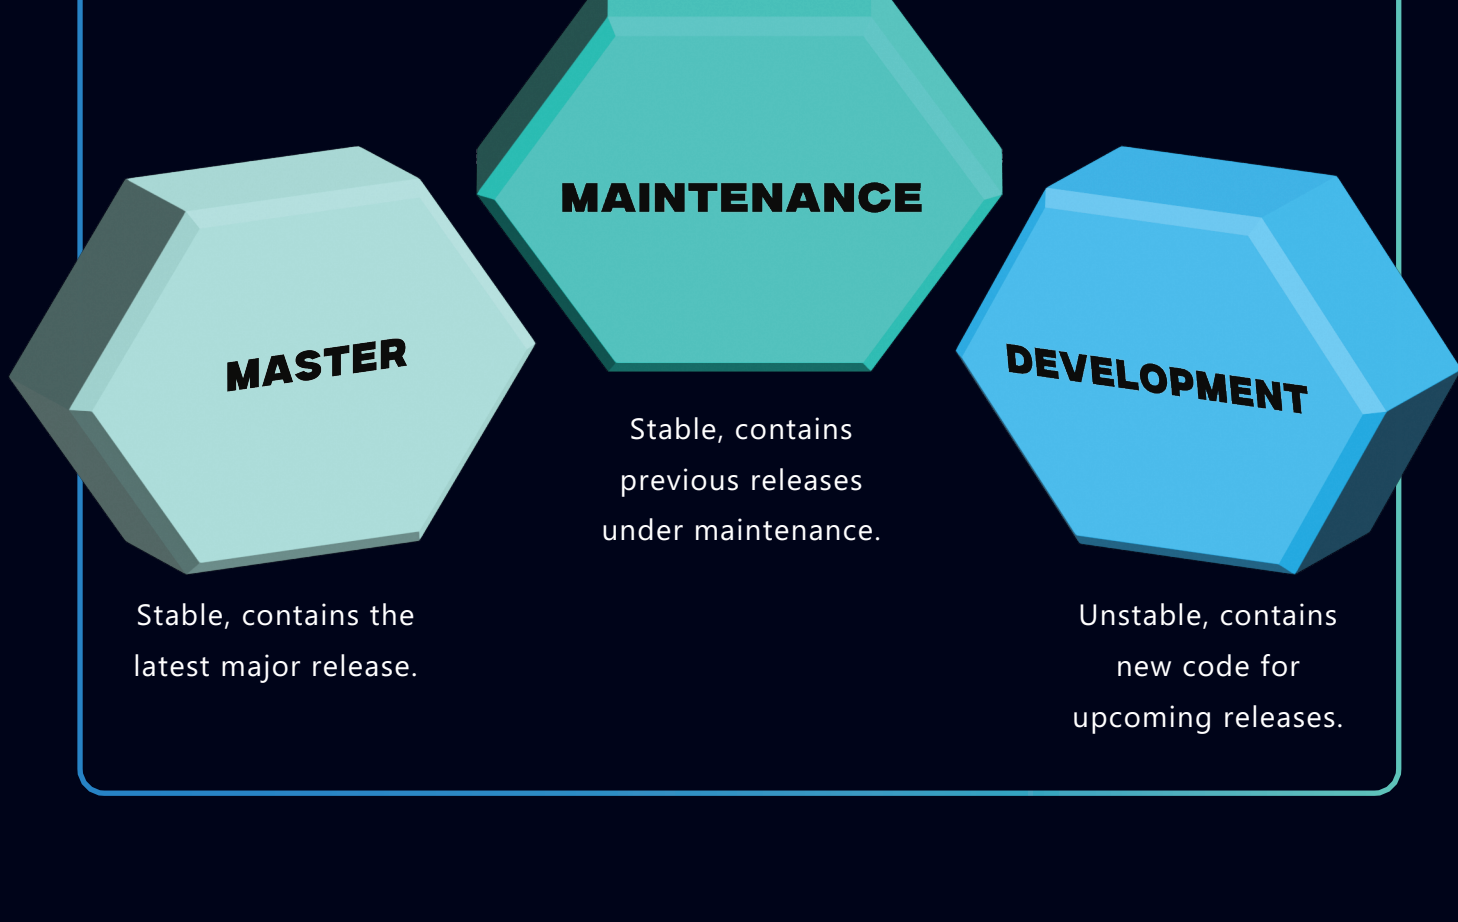 MASTER
Stable, contains the
latest major release.
MAINTENANCE
Stable, contains
previous releases
under maintenance.
DEVELOPMENT
Unstable, contains
new code for
upcoming releases.